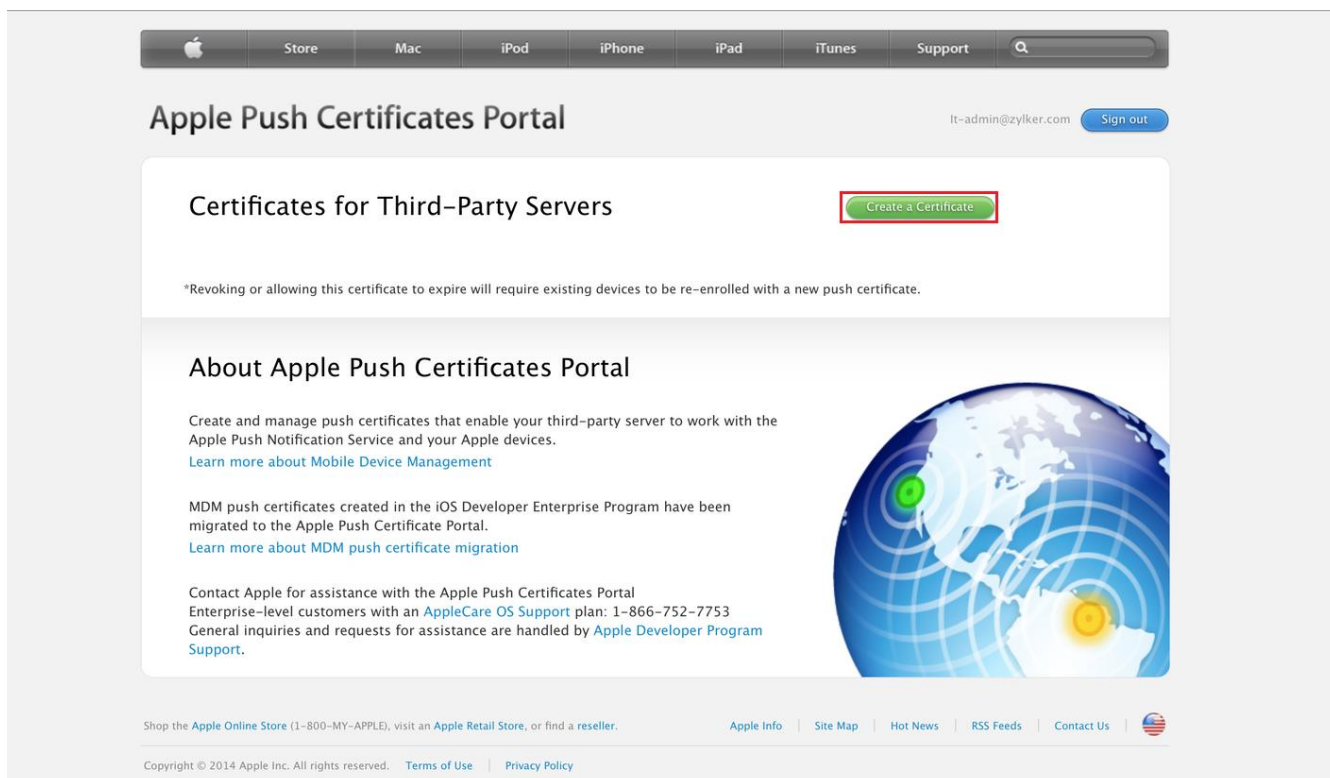 Store Mac iPod iPhone iPad iTunes Support
Apple Push Certificates Portal
lt-admin@zylker.com Sign out
Certificates for Third-Party Servers
Create a Certificate
*Revoking or allowing this certificate to expire will require existing devices to be re-enrolled with a new push certificate.
About Apple Push Certificates Portal
Create and manage push certificates that enable your third-party server to work with the
Apple Push Notification Service and your Apple devices.
Learn more about Mobile Device Management
MDM push certificates created in the iOS Developer Enterprise Program have been
migrated to the Apple Push Certificate Portal.
Learn more about MDM push certificate migration
Contact Apple for assistance with the Apple Push Certificates Portal
Enterprise-level customers with an AppleCare OS Support plan: 1-866-752-7753
General inquiries and requests for assistance are handled by Apple Developer Program
Support.
Shop the Apple Online Store (1-800-MY-APPLE), visit an Apple Retail Store, or find a reseller.
Apple Info | Site Map | Hot News | RSS Feeds | Contact Us |
Copyright © 2014 Apple Inc. All rights reserved. Terms of Use | Privacy Policy